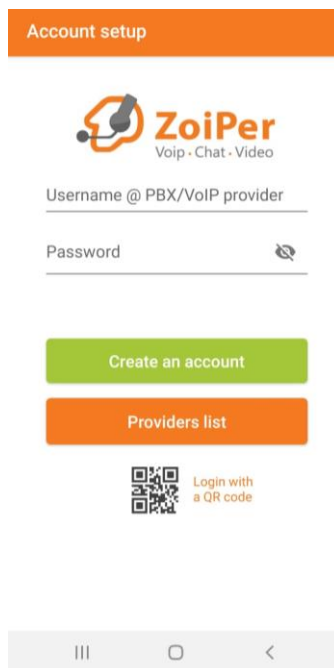 Account setup
ZoiPer
Voip • Chat • Video
Username @ PBX/VoIP provider
Password
Create an account
Providers list
Login with
a QR code